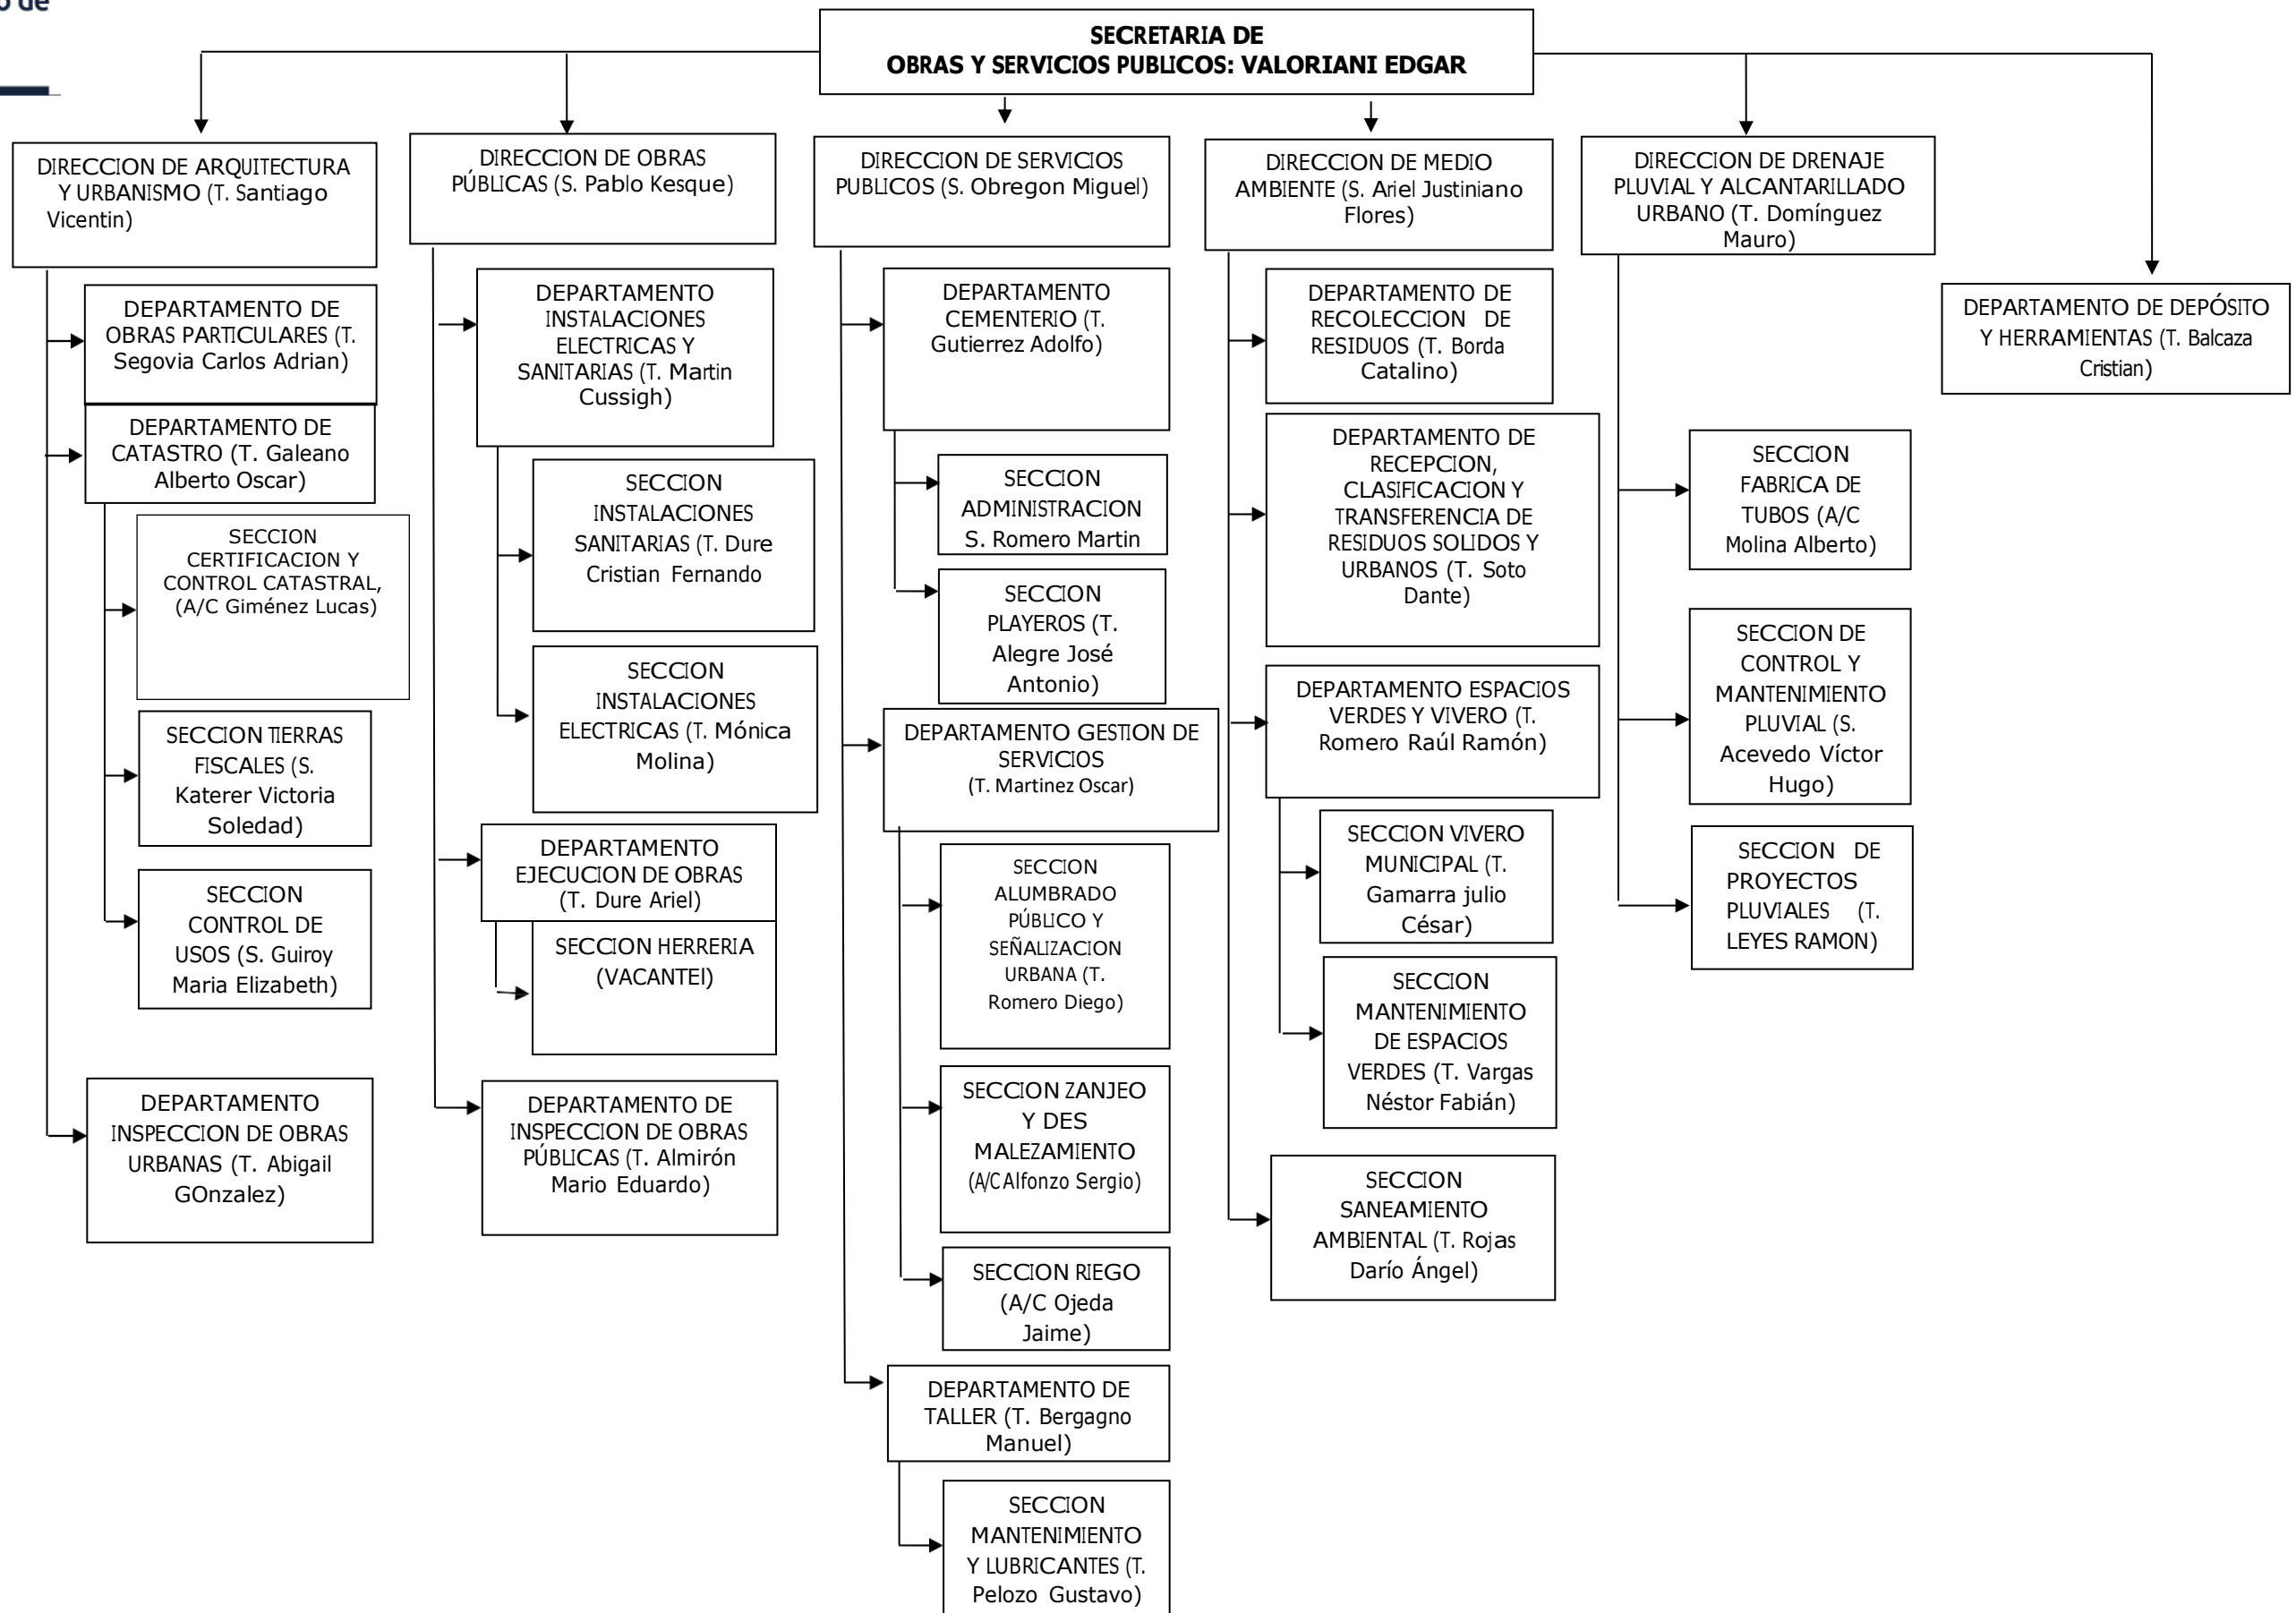 o de
SECRETARIA DE
OBRAS Y SERVICIOS PUBLICOS: VALORIANI EDGAR
DIRECCION DE ARQUITECTURA
Y URBANISMO (T. Santiago
Vicentin)
DEPARTAMENTO DE
OBRAS PARTICULARES (T.
Segovia Carlos Adrian)
DEPARTAMENTO DE
CATASTRO (T. Galeano
Alberto Oscar)
SECCION
CERTIFICACION Y
CONTROL CATASTRAL,
(A/C Giménez Lucas)
SECCION TIERRAS
FISCALES (S.
Katerer Victoria
Soledad)
SECCION
CONTROL DE
USOS (S. Guiroy
Maria Elizabeth)
DEPARTAMENTO
INSPECCION DE OBRAS
URBANAS (T. Abigail
GOnzalez)
DIRECCION DE OBRAS
PÚBLICAS (S. Pablo Kesque)
DEPARTAMENTO
INSTALACIONES
ELECTRICAS Y
SANITARIAS (T. Martin
Cussigh)
SECCION
INSTALACIONES
SANITARIAS (T. Dure
Cristian Fernando
SECCION
INSTALACIONES
ELECTRICAS (T. Mónica
Molina)
DEPARTAMENTO
EJECUCION DE OBRAS
(T. Dure Ariel)
SECCION HERRERIA
(VACANTEl)
DEPARTAMENTO DE
INSPECCION DE OBRAS
PÚBLICAS (T. Almirón
Mario Eduardo)
DIRECCION DE SERVICIOS
PUBLICOS (S. Obregon Miguel)
DEPARTAMENTO
CEMENTERIO (T.
Gutierrez Adolfo)
SECCION
ADMINISTRACION
S. Romero Martin
SECCION
PLAYEROS (T.
Alegre José
Antonio)
DEPARTAMENTO GESTION DE
SERVICIOS
(T. Martinez Oscar)
SECCION
ALUMBRADO
PÚBLICO Y
SEÑALIZACION
URBANA (T.
Romero Diego)
SECCION ZANJEO
Y DES
MALEZAMIENTO
(A/C Alfonzo Sergio)
SECCION RIEGO
(A/C Ojeda
Jaime)
DEPARTAMENTO DE
TALLER (T. Bergagno
Manuel)
SECCION
MANTENIMIENTO
Y LUBRICANTES (T.
Pelozo Gustavo)
DIRECCION DE MEDIO
AMBIENTE (S. Ariel Justiniano
Flores)
DEPARTAMENTO DE
RECOLECCION DE
RESIDUOS (T. Borda
Catalino)
DEPARTAMENTO DE
RECEPCION,
CLASIFICACION Y
TRANSFERENCIA DE
RESIDUOS SOLIDOS Y
URBANOS (T. Soto
Dante)
DEPARTAMENTO ESPACIOS
VERDES Y VIVERO (T.
Romero Raúl Ramón)
SECCION VIVERO
MUNICIPAL (T.
Gamarra julio
César)
SECCION
MANTENIMIENTO
DE ESPACIOS
VERDES (T. Vargas
Néstor Fabián)
SECCION
SANEAMIENTO
AMBIENTAL (T. Rojas
Darío Ángel)
DIRECCION DE DRENAJE
PLUVIAL Y ALCANTARILLADO
URBANO (T. Domínguez
Mauro)
SECCION
FABRICA DE
TUBOS (A/C
Molina Alberto)
SECCION DE
CONTROL Y
MANTENIMIENTO
PLUVIAL (S.
Acevedo Víctor
Hugo)
SECCION DE
PROYECTOS
PLUVIALES (T.
LEYES RAMON)
DEPARTAMENTO DE DEPÓSITO
Y HERRAMIENTAS (T. Balcaza
Cristian)